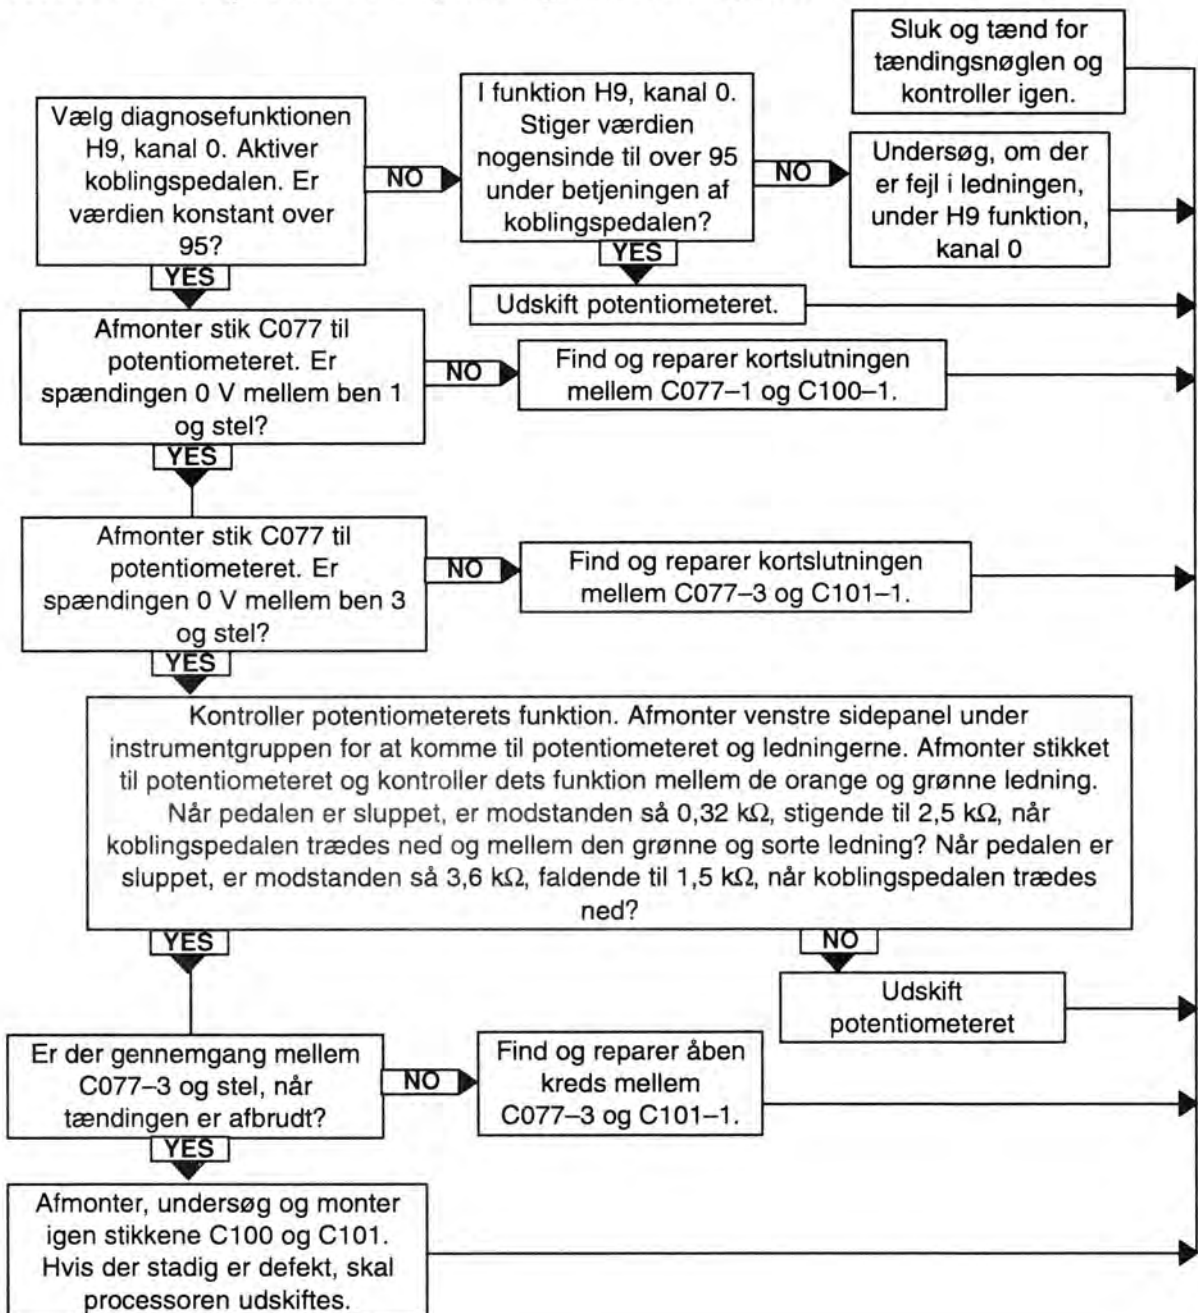 Sluk og tænd for
tændingsnøglen og
kontroller igen.
Vælg diagnosefunktionen
H9, kanal 0. Aktiver
koblingspedalen. Er
værdien konstant over
95?
NO
I funktion H9, kanal 0.
Stiger værdien
nogensinde til over 95
under betjeningen af
koblingspedalen?
NO
Undersøg, om der
er fejl i ledningen,
under H9 funktion,
kanal 0
YES
YES
Udskift potentiometeret.
Afmonter stik C077 til
potentiometeret. Er
spændingen 0 V mellem ben 1
og stel?
NO
Find og reparer kortslutningen
mellem C077–1 og C100–1.
YES
Afmonter stik C077 til
potentiometeret. Er
spændingen 0 V mellem ben 3
og stel?
NO
Find og reparer kortslutningen
mellem C077–3 og C101–1.
YES
Kontroller potentiometerets funktion. Afmonter venstre sidepanel under
instrumentgruppen for at komme til potentiometeret og ledningerne. Afmonter stikket
til potentiometeret og kontroller dets funktion mellem de orange og grønne ledning.
Når pedalen er sluppet, er modstanden så 0,32 kΩ, stigende til 2,5 kΩ, når
koblingspedalen trædes ned og mellem den grønne og sorte ledning? Når pedalen er
sluppet, er modstanden så 3,6 kΩ, faldende til 1,5 kΩ, når koblingspedalen trædes
ned?
YES
NO
Udskift
potentiometeret
Er der gennemgang mellem
C077–3 og stel, når
tændingen er afbrudt?
NO
Find og reparer åben
kreds mellem
C077–3 og C101–1.
YES
Afmonter, undersøg og monter
igen stikkene C100 og C101.
Hvis der stadig er defekt, skal
processoren udskiftes.